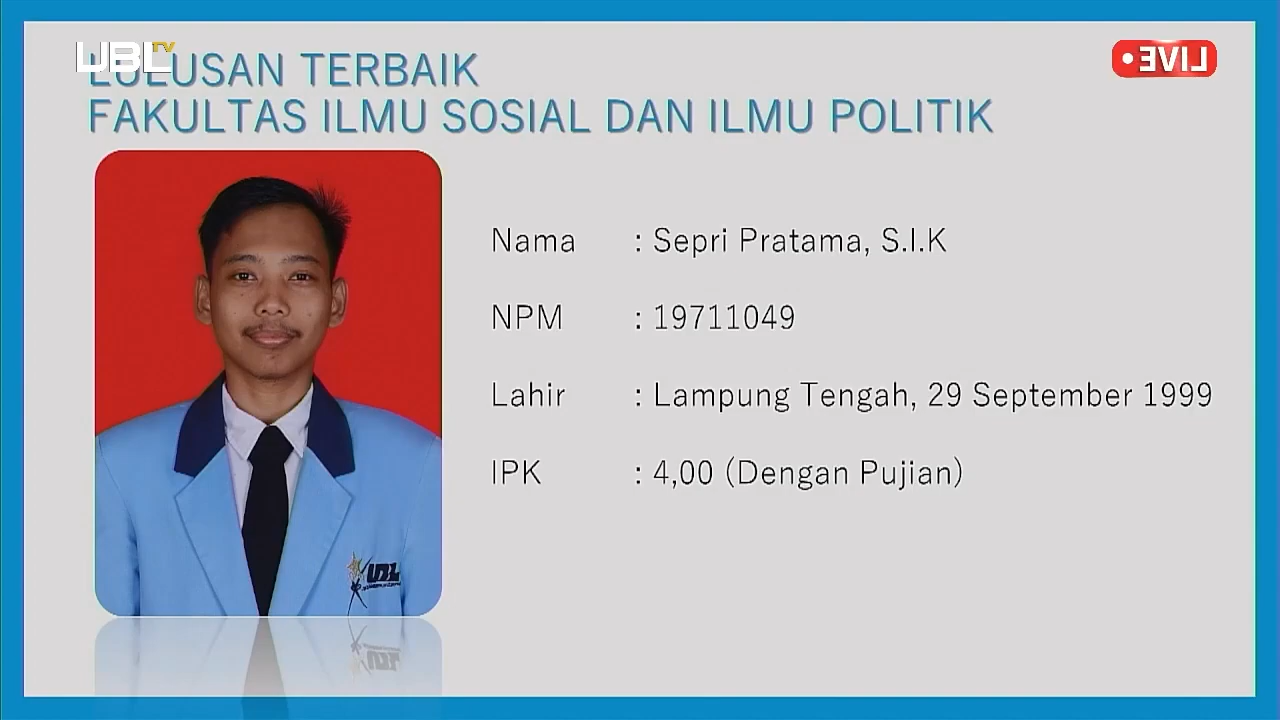 UBL TV
LIVE
LULUSAN TERBAIK
FAKULTAS ILMU SOSIAL DAN ILMU POLITIK
Nama : Sepri Pratama, S.I.K
NPM : 19711049
Lahir : Lampung Tengah, 29 September 1999
IPK : 4,00 (Dengan Pujian)
UBL